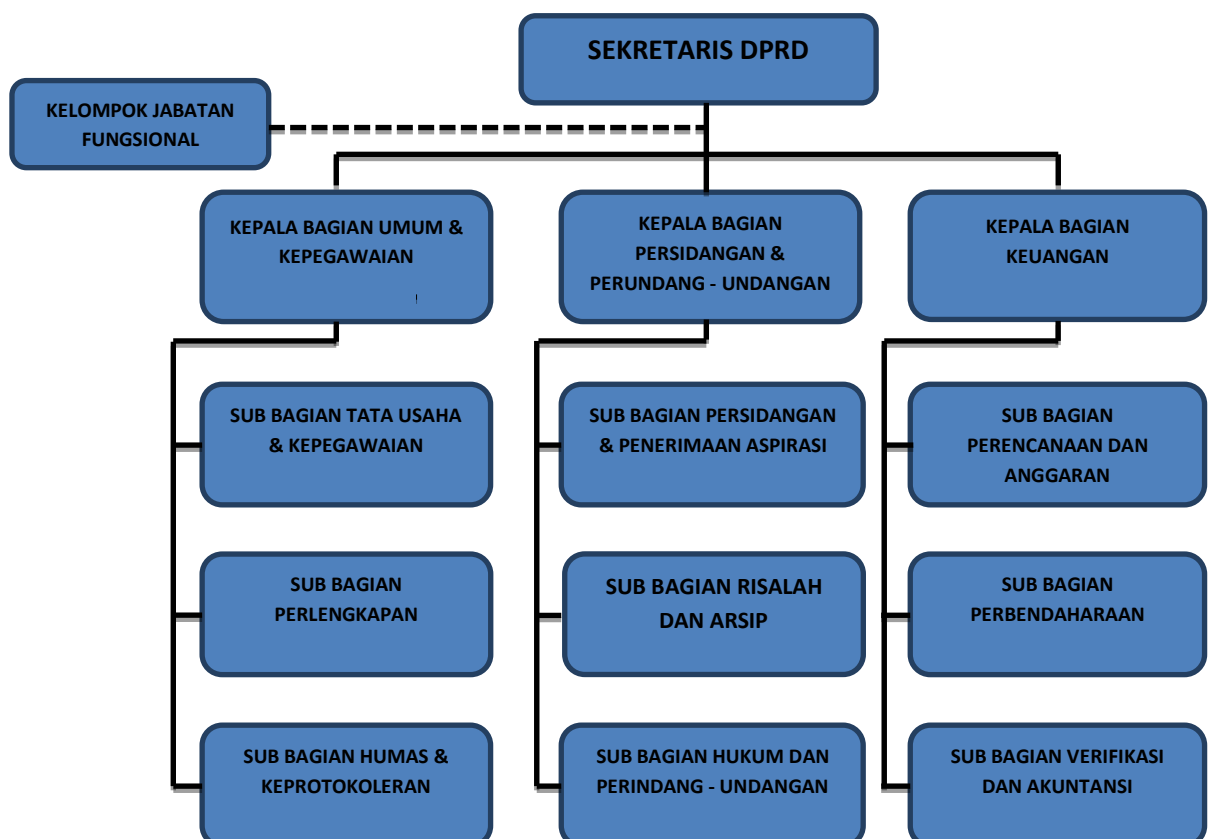 SEKRETARIS DPRD
KELOMPOK JABATAN
FUNGSIONAL
KEPALA BAGIAN UMUM &
KEPEGAWAIAN
KEPALA BAGIAN
PERSIDANGAN &
PERUNDANG - UNDANGAN
KEPALA BAGIAN
KEUANGAN
SUB BAGIAN TATA USAHA
& KEPEGAWAIAN
SUB BAGIAN PERSIDANGAN
& PENERIMAAN ASPIRASI
SUB BAGIAN
PERENCANAAN DAN
ANGGARAN
SUB BAGIAN
PERLENGKAPAN
SUB BAGIAN RISALAH
DAN ARSIP
SUB BAGIAN
PERBENDAHARAAN
SUB BAGIAN HUMAS &
KEPROTOKOLERAN
SUB BAGIAN HUKUM DAN
PERINDANG - UNDANGAN
SUB BAGIAN VERIFIKASI
DAN AKUNTANSI